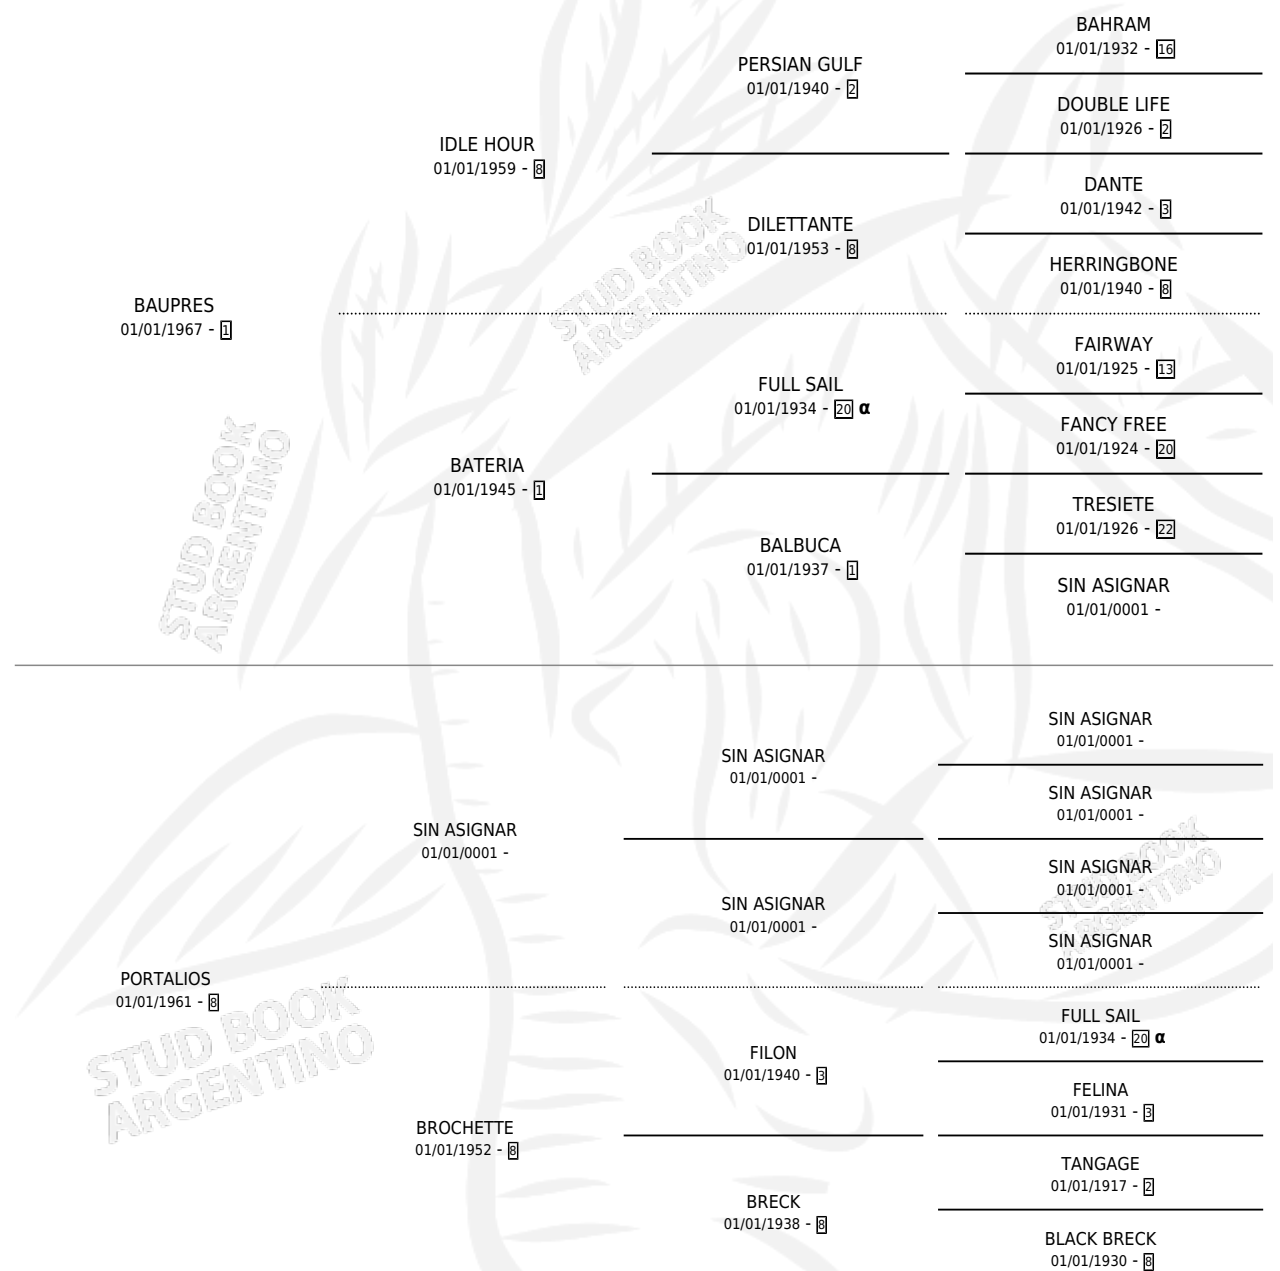 BAHRAM
01/01/1932 - 16
PERSIAN GULF
01/01/1940 - 2
DOUBLE LIFE
01/01/1926 - 2
IDLE HOUR
01/01/1959 - 8
DANTE
01/01/1942 - 3
DILETTANTE
01/01/1953 - 8
HERRINGBONE
01/01/1940 - 8
STUD BOOK
ARGENTINO
BAUPRES
01/01/1967 - 1
FAIRWAY
01/01/1925 - 13
FULL SAIL
01/01/1934 - 20 α
FANCY FREE
01/01/1924 - 20
BATERIA
01/01/1945 - 1
TRESIETE
01/01/1926 - 22
BALBUCA
01/01/1937 - 1
SIN ASIGNAR
01/01/0001 -
STUD BOOK
ARGENTINO
SIN ASIGNAR
01/01/0001 -
SIN ASIGNAR
01/01/0001 -
SIN ASIGNAR
01/01/0001 -
SIN ASIGNAR
01/01/0001 -
SIN ASIGNAR
01/01/0001 -
SIN ASIGNAR
01/01/0001 -
SIN ASIGNAR
01/01/0001 -
STUD BOOK
ARGENTINO
PORTALIOS
01/01/1961 - 8
STUD BOOK
ARGENTINO
FULL SAIL
01/01/1934 - 20 α
FILON
01/01/1940 - 3
FELINA
01/01/1931 - 3
BROCHETTE
01/01/1952 - 8
TANGAGE
01/01/1917 - 2
BRECK
01/01/1938 - 8
BLACK BRECK
01/01/1930 - 8